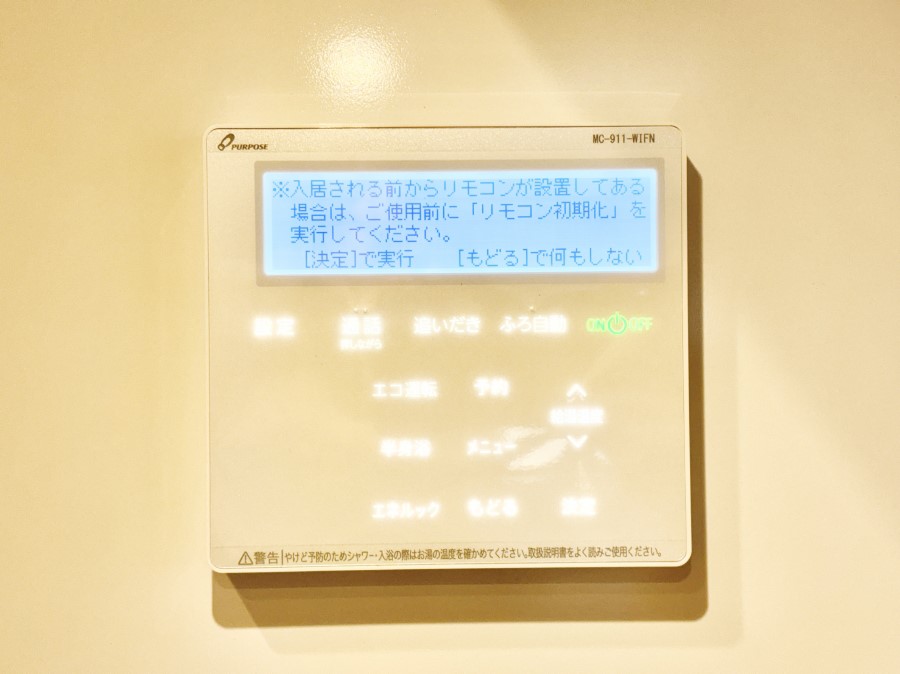 PURPOSE
MC-911-WIFN
※入居される前からリモコンが設置してある
場合は、ご使用前に「リモコン初期化」を
実行してください。
[決定]で実行 [もどる]で何もしない
追いだき ふろ自動 ON OFF
エコ運転 予約
半身浴 メニュー
エネルック もどる
⚠警告 やけど予防のためシャワー・入浴の際はお湯の温度を確かめてください。取扱説明書をよく読みご使用ください。